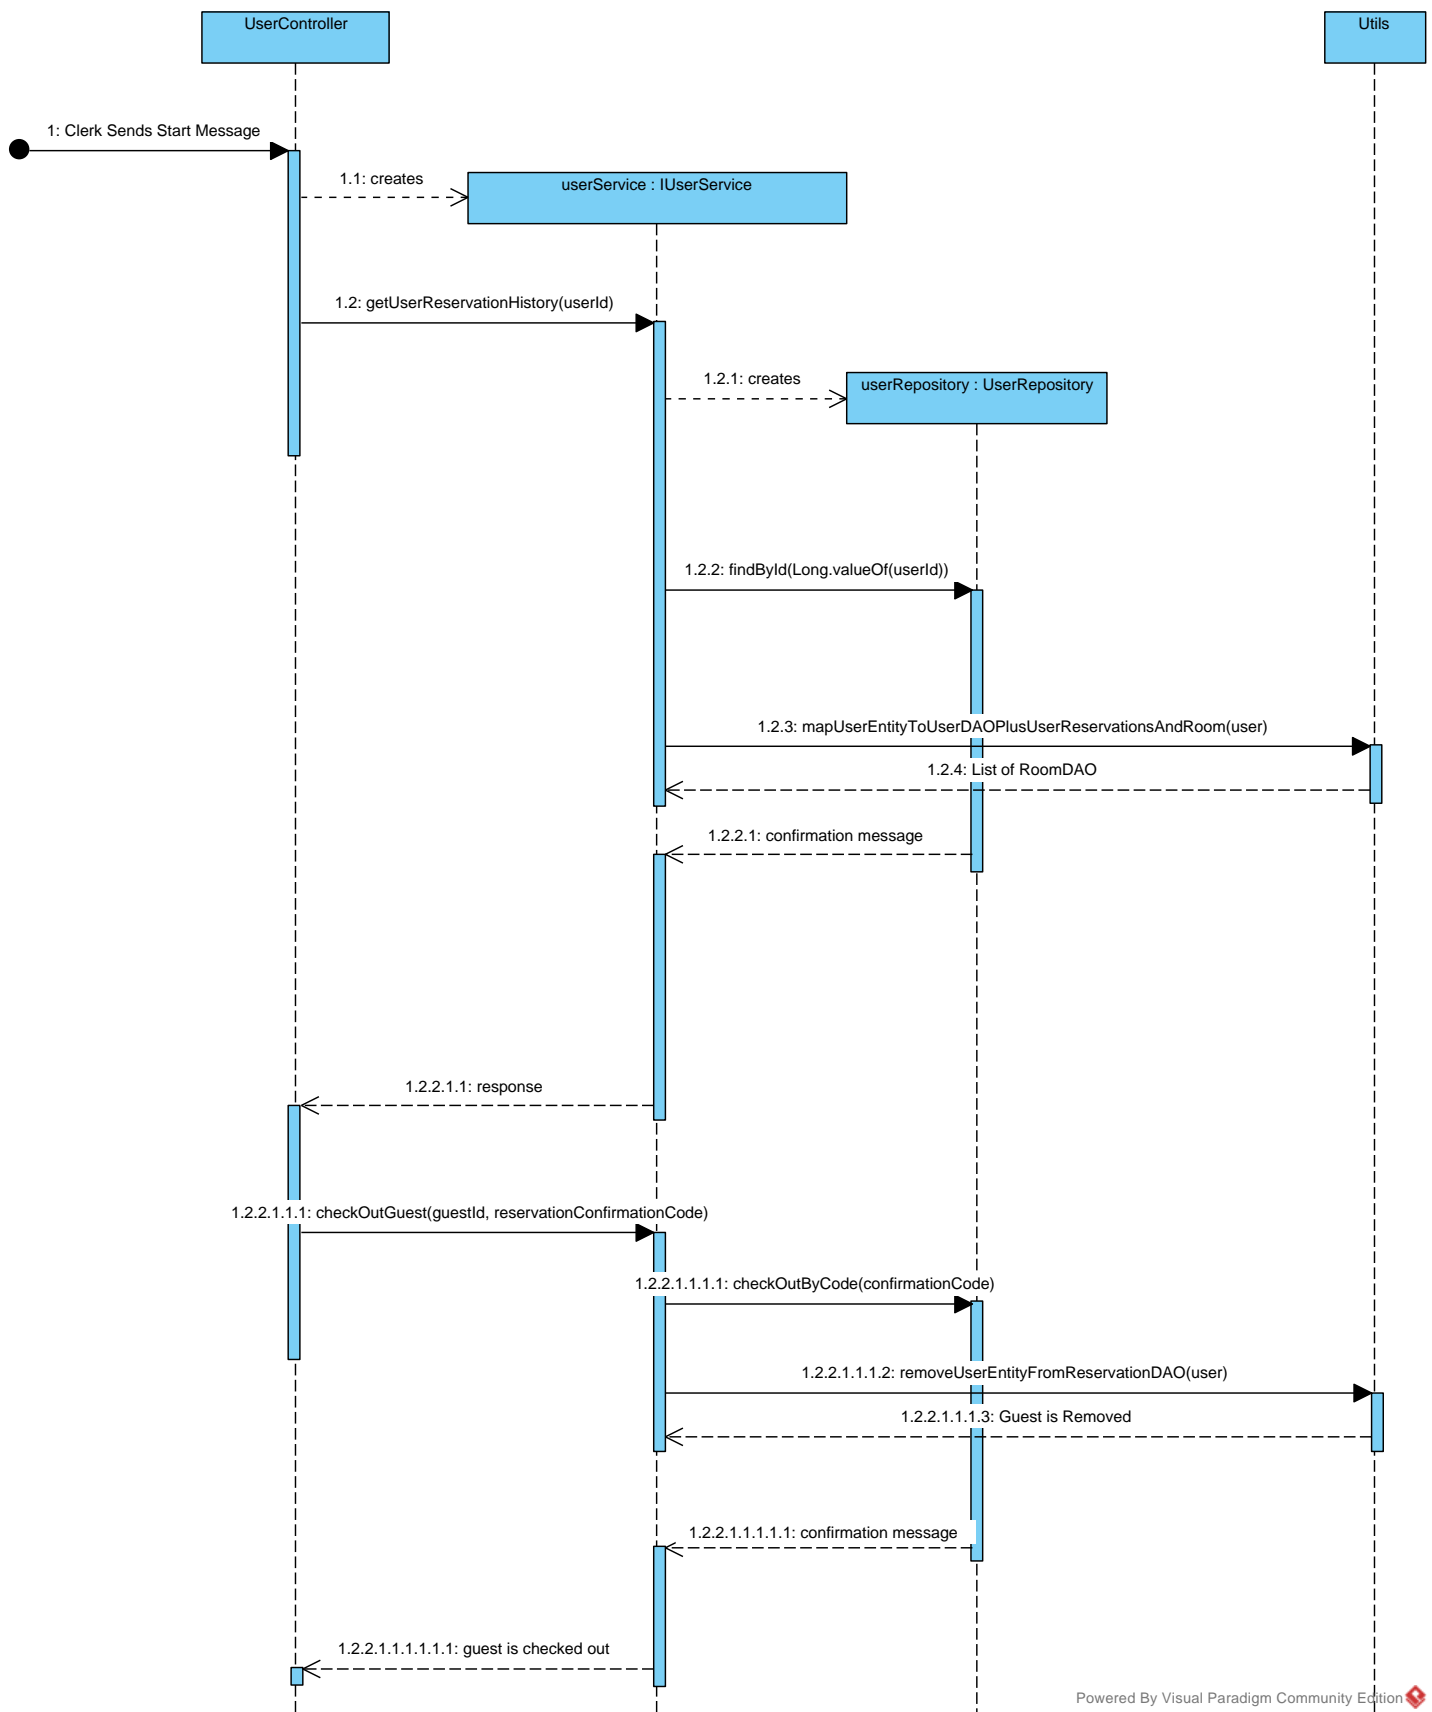 UserController
Utils
1: Clerk Sends Start Message
1.1: creates
userService : IUserService
1.2: getUserReservationHistory(userId)
1.2.1: creates
userRepository : UserRepository
1.2.2: findById(Long.valueOf(userId))
1.2.3: mapUserEntityToUserDAOPlusUserReservationsAndRoom(user)
1.2.4: List of RoomDAO
1.2.2.1: confirmation message
1.2.2.1.1: response
1.2.2.1.1.1: checkOutGuest(guestId, reservationConfirmationCode)
1.2.2.1.1.1.1: checkOutByCode(confirmationCode)
1.2.2.1.1.1.2: removeUserEntityFromReservationDAO(user)
1.2.2.1.1.1.3: Guest is Removed
1.2.2.1.1.1.1.1: confirmation message
1.2.2.1.1.1.1.1.1: guest is checked out
Powered By Visual Paradigm Community Edition